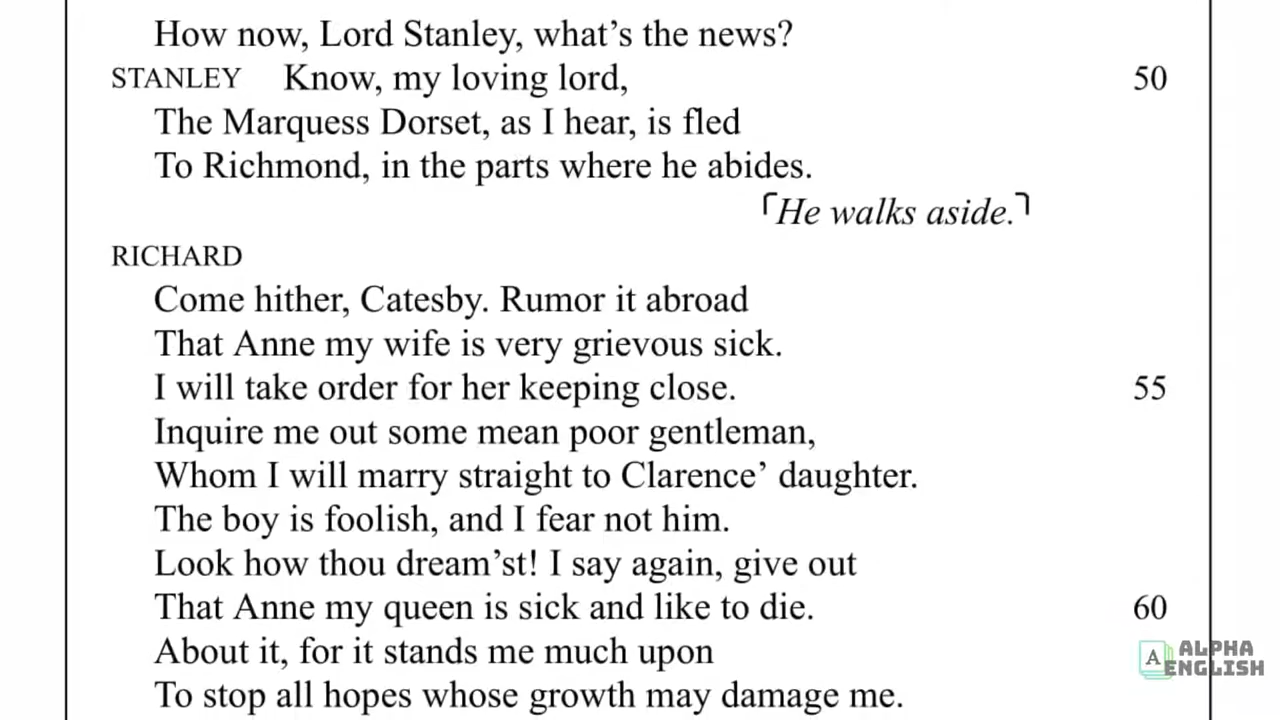 How now, Lord Stanley, what’s the news?
STANLEY Know, my loving lord, 50
The Marquess Dorset, as I hear, is fled
To Richmond, in the parts where he abides.
⌜He walks aside.⌝
RICHARD
Come hither, Catesby. Rumor it abroad
That Anne my wife is very grievous sick.
I will take order for her keeping close. 55
Inquire me out some mean poor gentleman,
Whom I will marry straight to Clarence’ daughter.
The boy is foolish, and I fear not him.
Look how thou dream’st! I say again, give out
That Anne my queen is sick and like to die. 60
About it, for it stands me much upon
To stop all hopes whose growth may damage me.
A ALPHA
ENGLISH